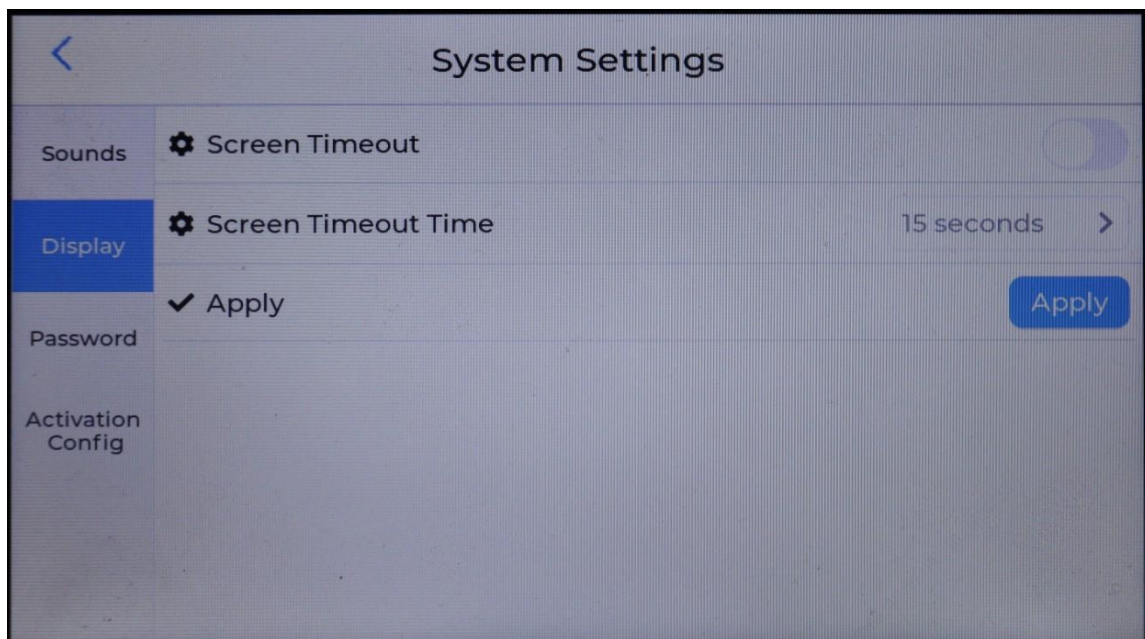 System Settings
Sounds
Screen Timeout
Display
Screen Timeout Time
15 seconds
Apply
Apply
Password
Activation
Config